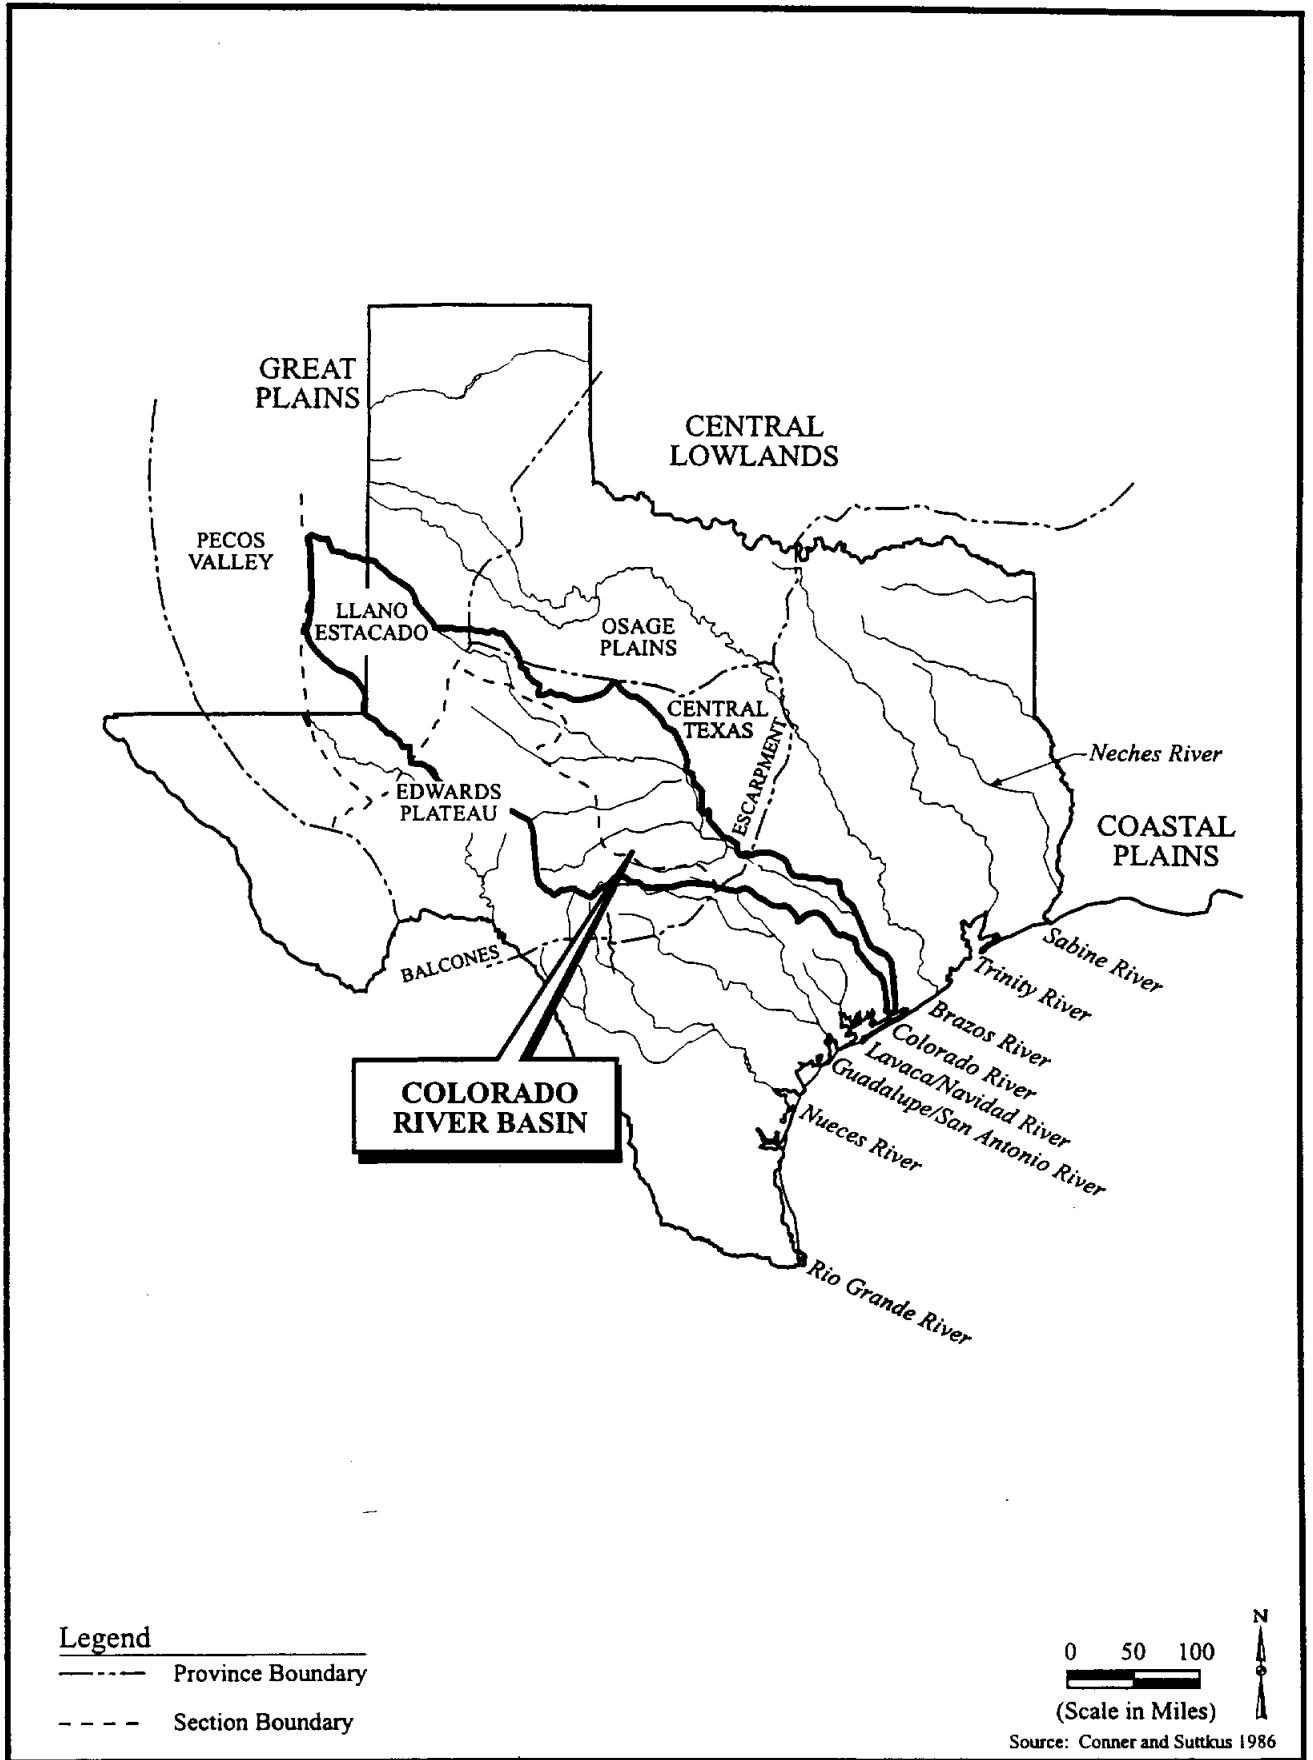 GREAT
PLAINS
CENTRAL
LOWLANDS
PECOS
VALLEY
LLANO
ESTACADO
OSAGE
PLAINS
CENTRAL
TEXAS
ESCARPMENT
Neches River
EDWARDS
PLATEAU
COASTAL
PLAINS
BALCONES
Sabine River
Trinity River
Brazos River
Colorado River
Lavaca/Navidad River
Guadalupe/San Antonio River
Nueces River
Rio Grande River
COLORADO
RIVER BASIN
Legend
Province Boundary
Section Boundary
N
0 50 100
(Scale in Miles)
Source: Conner and Suttkus 1986